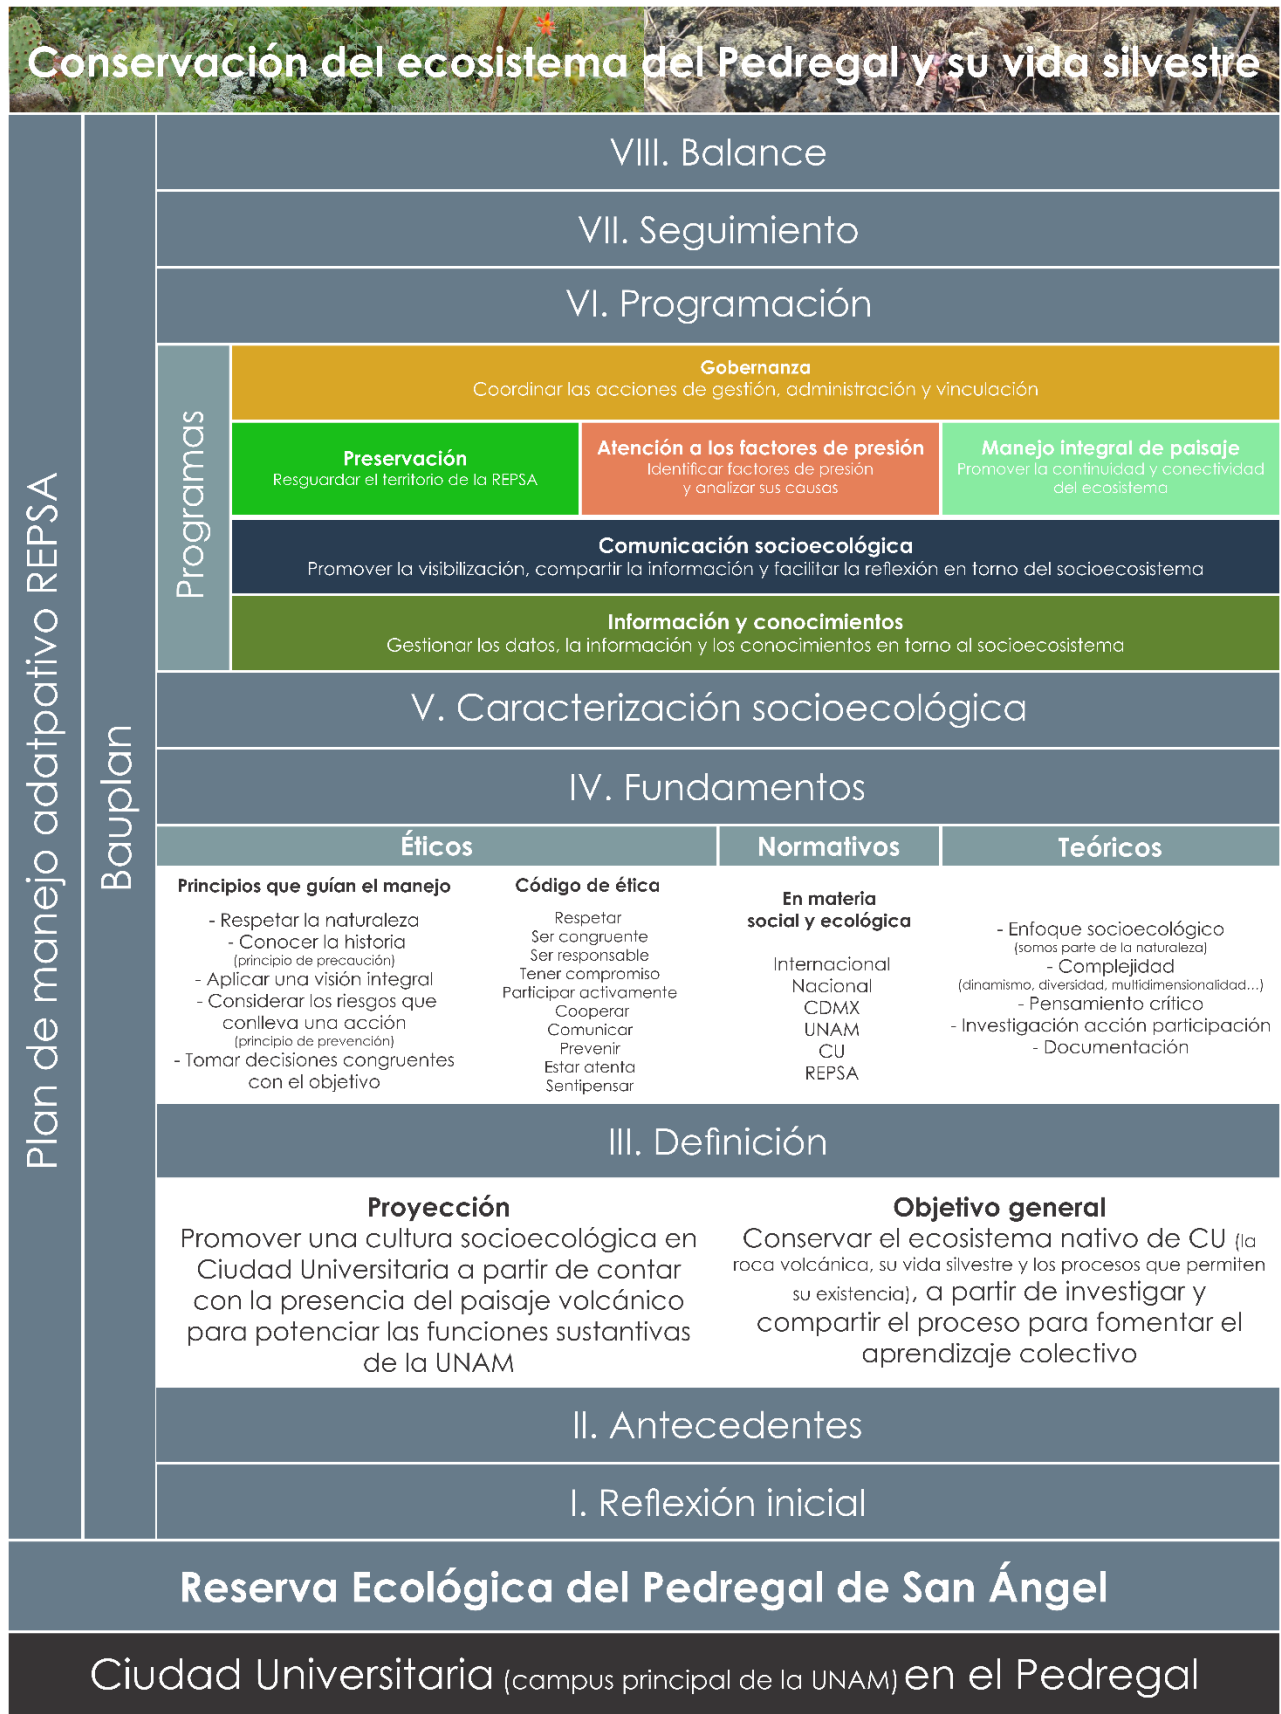 Conservación del ecosistema del Pedregal y su vida silvestre
Plan de manejo adatpativo REPSA
Bauplan
VIII. Balance
VII. Seguimiento
VI. Programación
Programas
Gobernanza
Coordinar las acciones de gestión, administración y vinculación
Preservación
Resguardar el territorio de la REPSA
Atención a los factores de presión
Identificar factores de presión
y analizar sus causas
Manejo integral de paisaje
Promover la continuidad y conectividad
del ecosistema
Comunicación socioecológica
Promover la visibilización, compartir la información y facilitar la reflexión en torno del socioecosistema
Información y conocimientos
Gestionar los datos, la información y los conocimientos en torno al socioecosistema
V. Caracterización socioecológica
IV. Fundamentos
Éticos
Principios que guían el manejo
- Respetar la naturaleza
- Conocer la historia
(principio de precaución)
- Aplicar una visión integral
- Considerar los riesgos que
conlleva una acción
(principio de prevención)
- Tomar decisiones congruentes
con el objetivo
Código de ética
Respetar
Ser congruente
Ser responsable
Tener compromiso
Participar activamente
Cooperar
Comunicar
Prevenir
Estar atenta
Sentipensar
Normativos
En materia
social y ecológica
Internacional
Nacional
CDMX
UNAM
CU
REPSA
Teóricos
- Enfoque socioecológico
(somos parte de la naturaleza)
- Complejidad
(dinamismo, diversidad, multidimensionalidad...)
- Pensamiento crítico
- Investigación acción participación
- Documentación
III. Definición
Proyección
Promover una cultura socioecológica en
Ciudad Universitaria a partir de contar
con la presencia del paisaje volcánico
para potenciar las funciones sustantivas
de la UNAM
Objetivo general
Conservar el ecosistema nativo de CU (la
roca volcánica, su vida silvestre y los procesos que permiten
su existencia), a partir de investigar y
compartir el proceso para fomentar el
aprendizaje colectivo
II. Antecedentes
I. Reflexión inicial
Reserva Ecológica del Pedregal de San Ángel
Ciudad Universitaria (campus principal de la UNAM) en el Pedregal